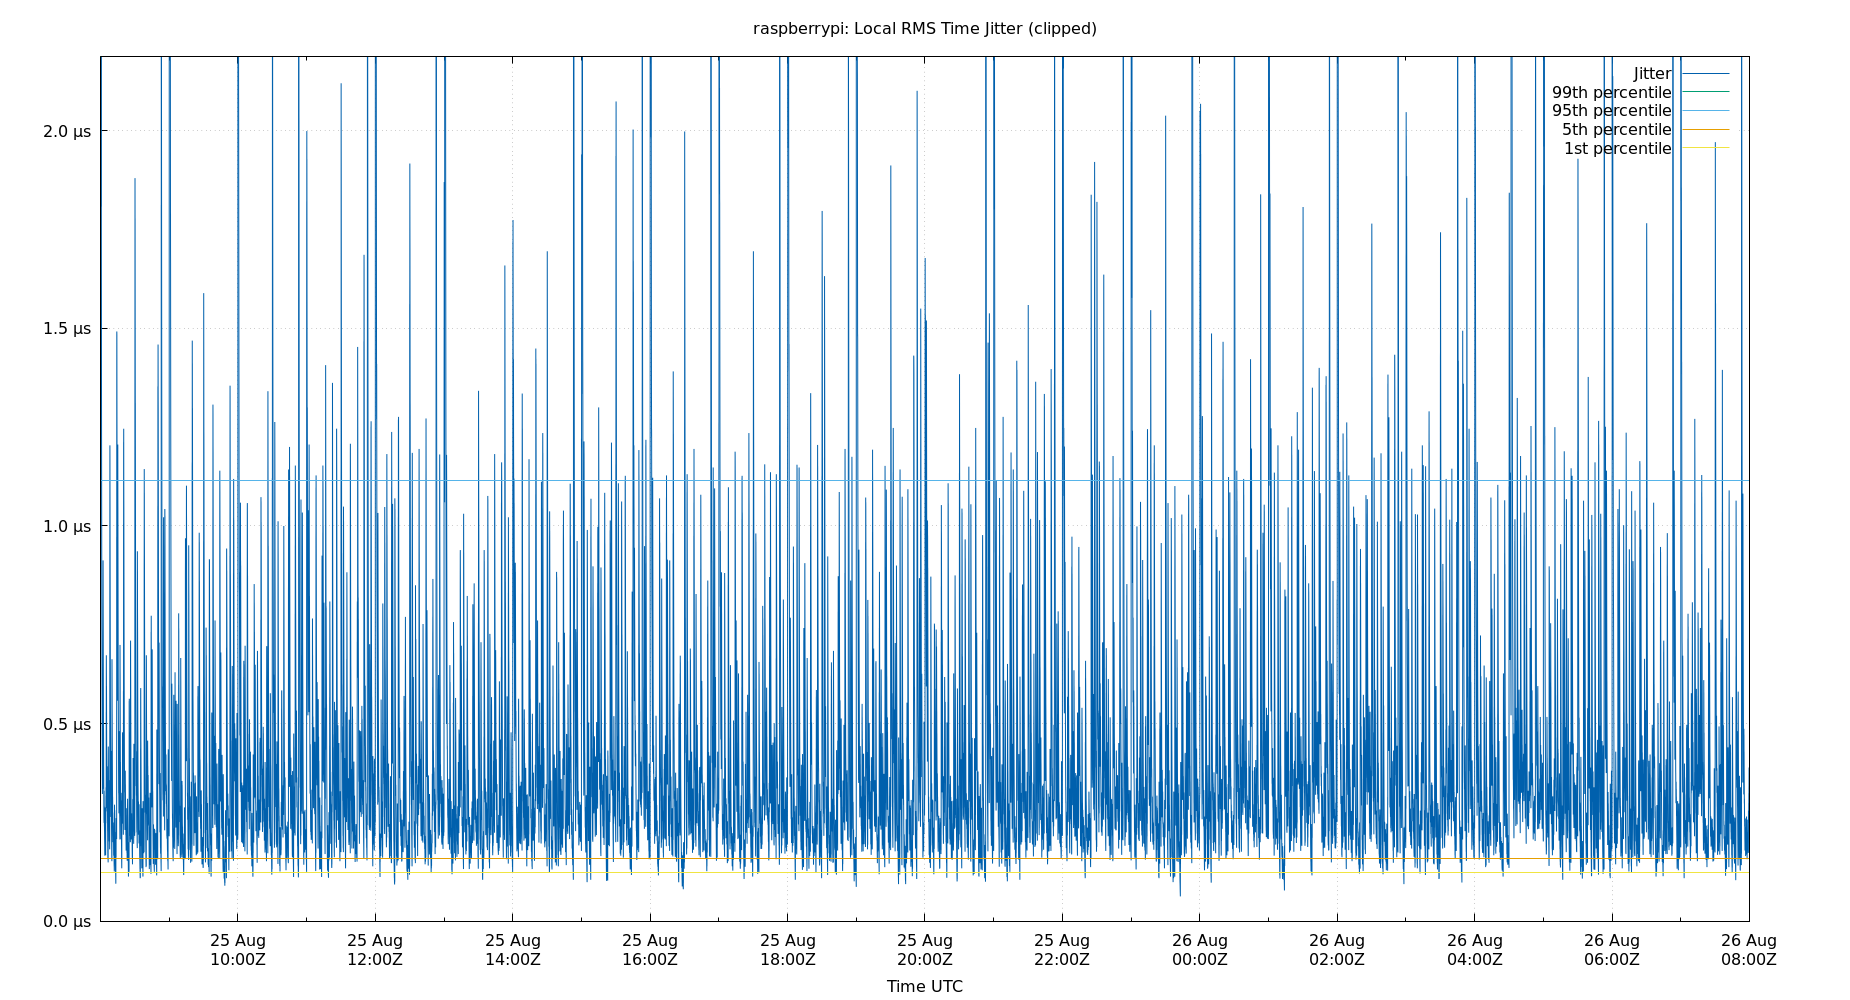 raspberrypi: Local RMS Time Jitter (clipped)
Jitter
99th percentile
95th percentile
5th percentile
1st percentile
2.0 µs
1.5 µs
1.0 µs
0.5 µs
0.0 µs
25 Aug 25 Aug 25 Aug 25 Aug 25 Aug 25 Aug 25 Aug 26 Aug 26 Aug 26 Aug 26 Aug 26 Aug
10:00Z 12:00Z 14:00Z 16:00Z 18:00Z 20:00Z 22:00Z 00:00Z 02:00Z 04:00Z 06:00Z 08:00Z
Time UTC